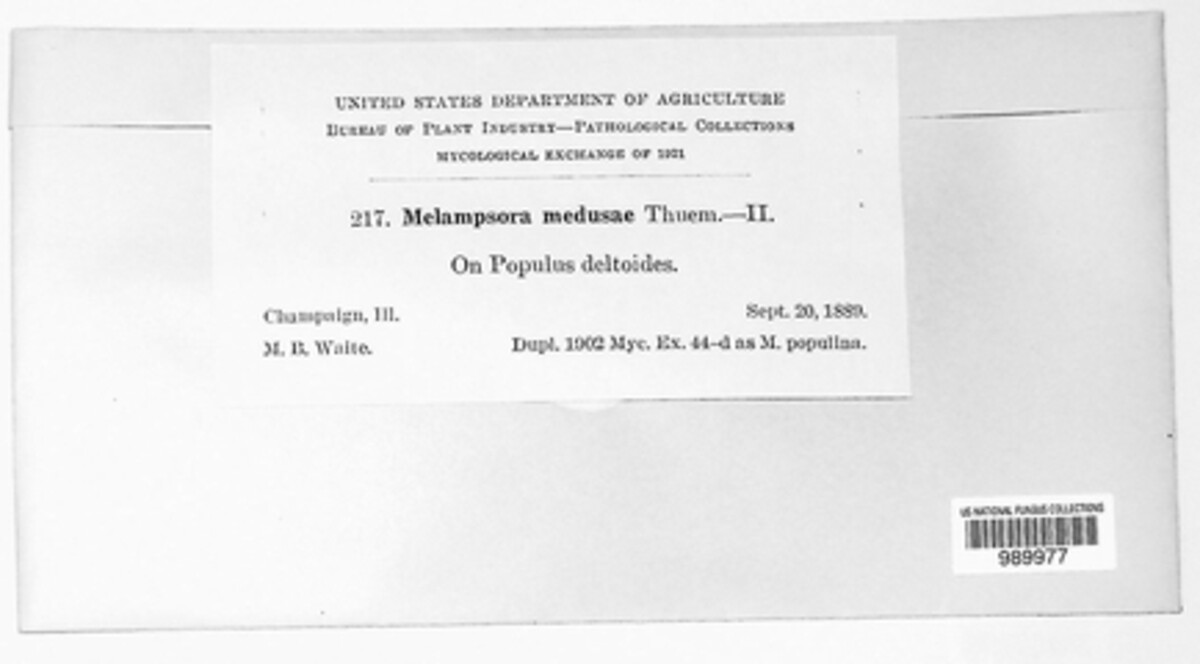 UNITED STATES DEPARTMENT OF AGRICULTURE
BUREAU OF PLANT INDUSTRY—PATHOLOGICAL COLLECTIONS
MYCOLOGICAL EXCHANGE OF 1921
217. Melampsora medusae Thuem.—II.
On Populus deltoides.
Champaign, Ill.
Sept. 20, 1889.
M. B. Waite.
Dupl. 1902 Myc. Ex. 44-d as M. populina.
US NATIONAL FUNGUS COLLECTIONS
989977